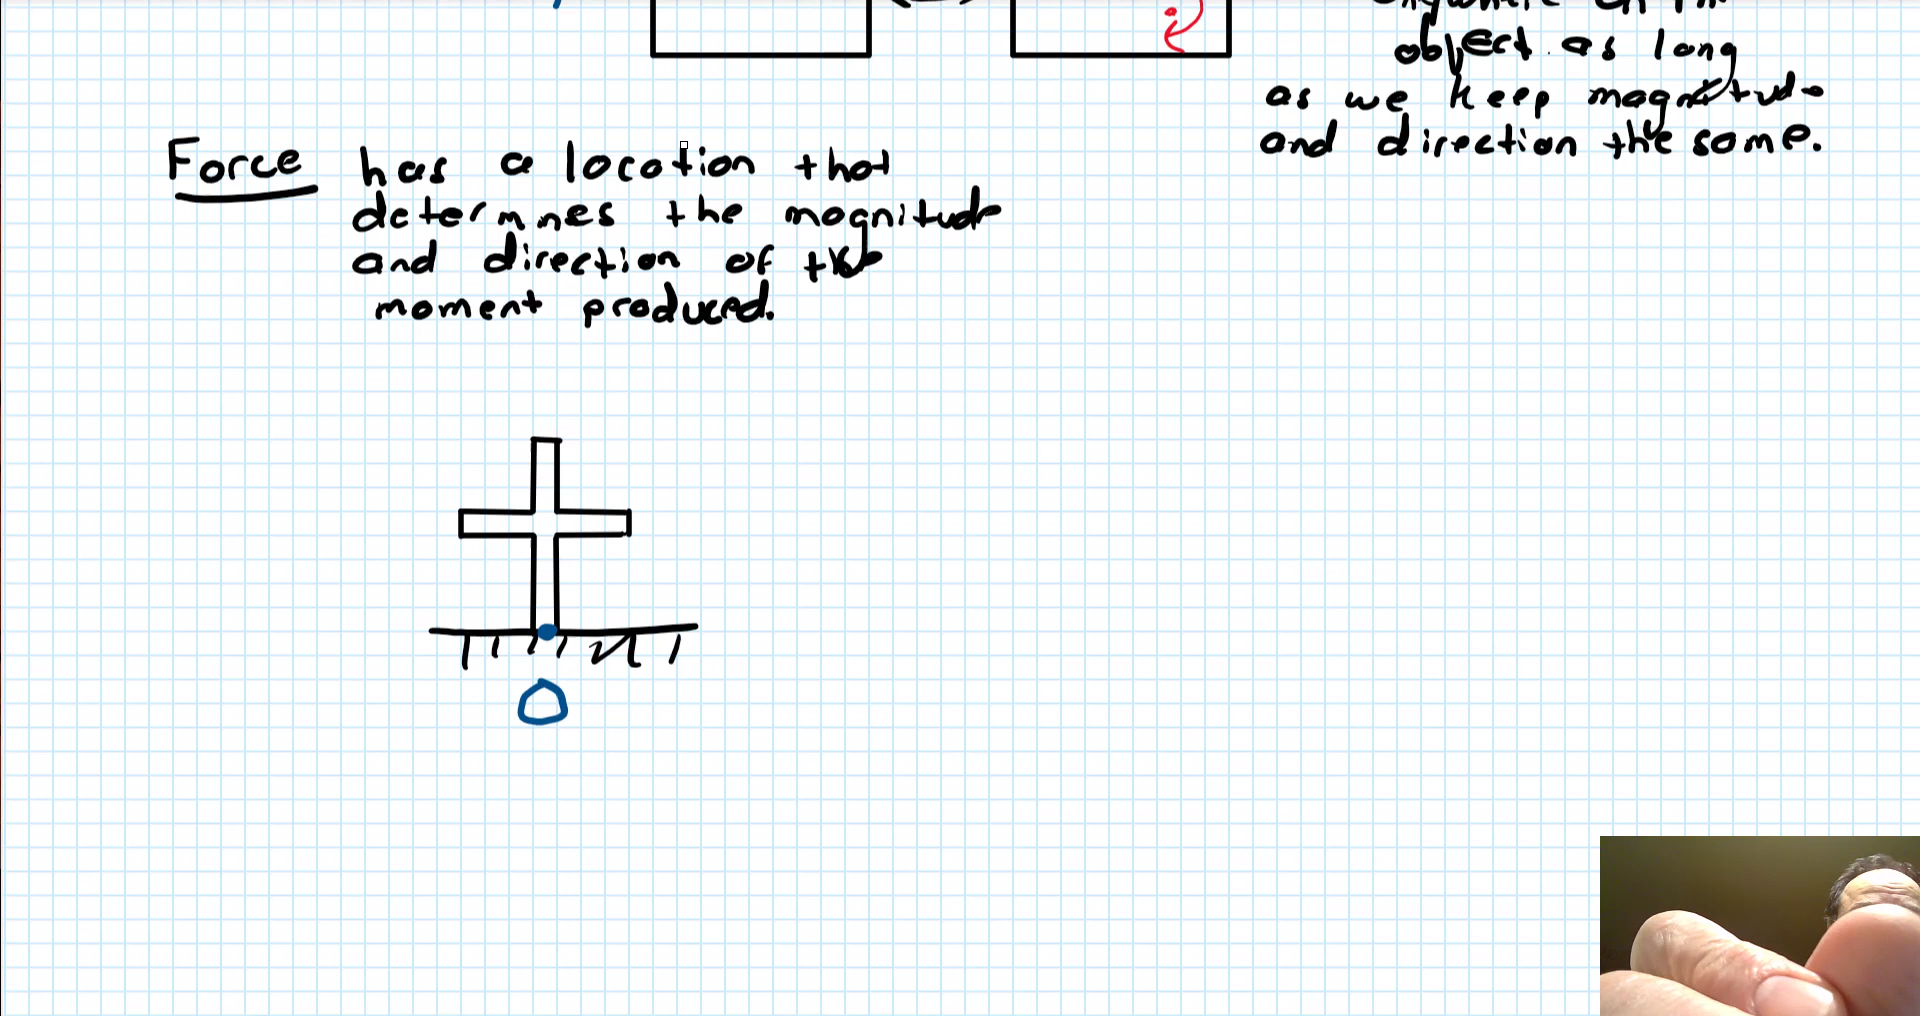 object as long
as we keep magnitude
and direction the same.
Force has a location that
determines the magnitude
and direction of the
moment produced.
O